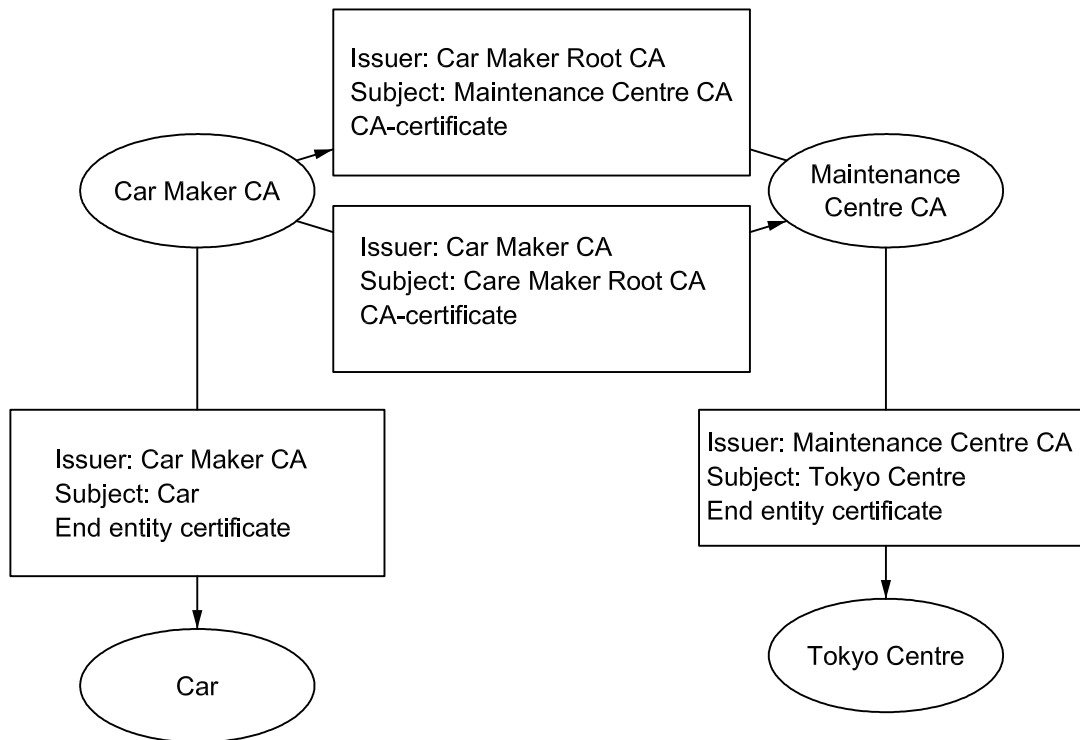 Issuer: Car Maker Root CA
Subject: Maintenance Centre CA
CA-certificate
Car Maker CA
Maintenance
Centre CA
Issuer: Car Maker CA
Subject: Care Maker Root CA
CA-certificate
Issuer: Car Maker CA
Subject: Car
End entity certificate
Issuer: Maintenance Centre CA
Subject: Tokyo Centre
End entity certificate
Car
Tokyo Centre